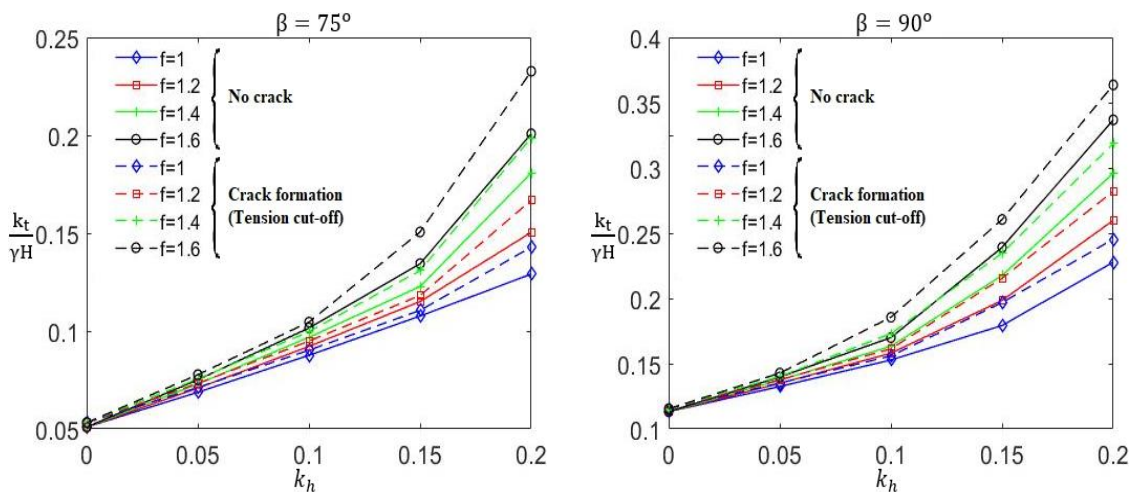 β = 75°
0.25
0.2
0.15
0.1
0.05
k_t
γH
f=1
f=1.2
f=1.4
f=1.6
No crack
f=1
f=1.2
f=1.4
f=1.6
Crack formation
(Tension cut-off)
0 0.05 0.1 0.15 0.2
k_h
β = 90°
0.4
0.35
0.3
0.25
0.2
0.15
0.1
k_t
γH
f=1
f=1.2
f=1.4
f=1.6
No crack
f=1
f=1.2
f=1.4
f=1.6
Crack formation
(Tension cut-off)
0 0.05 0.1 0.15 0.2
k_h